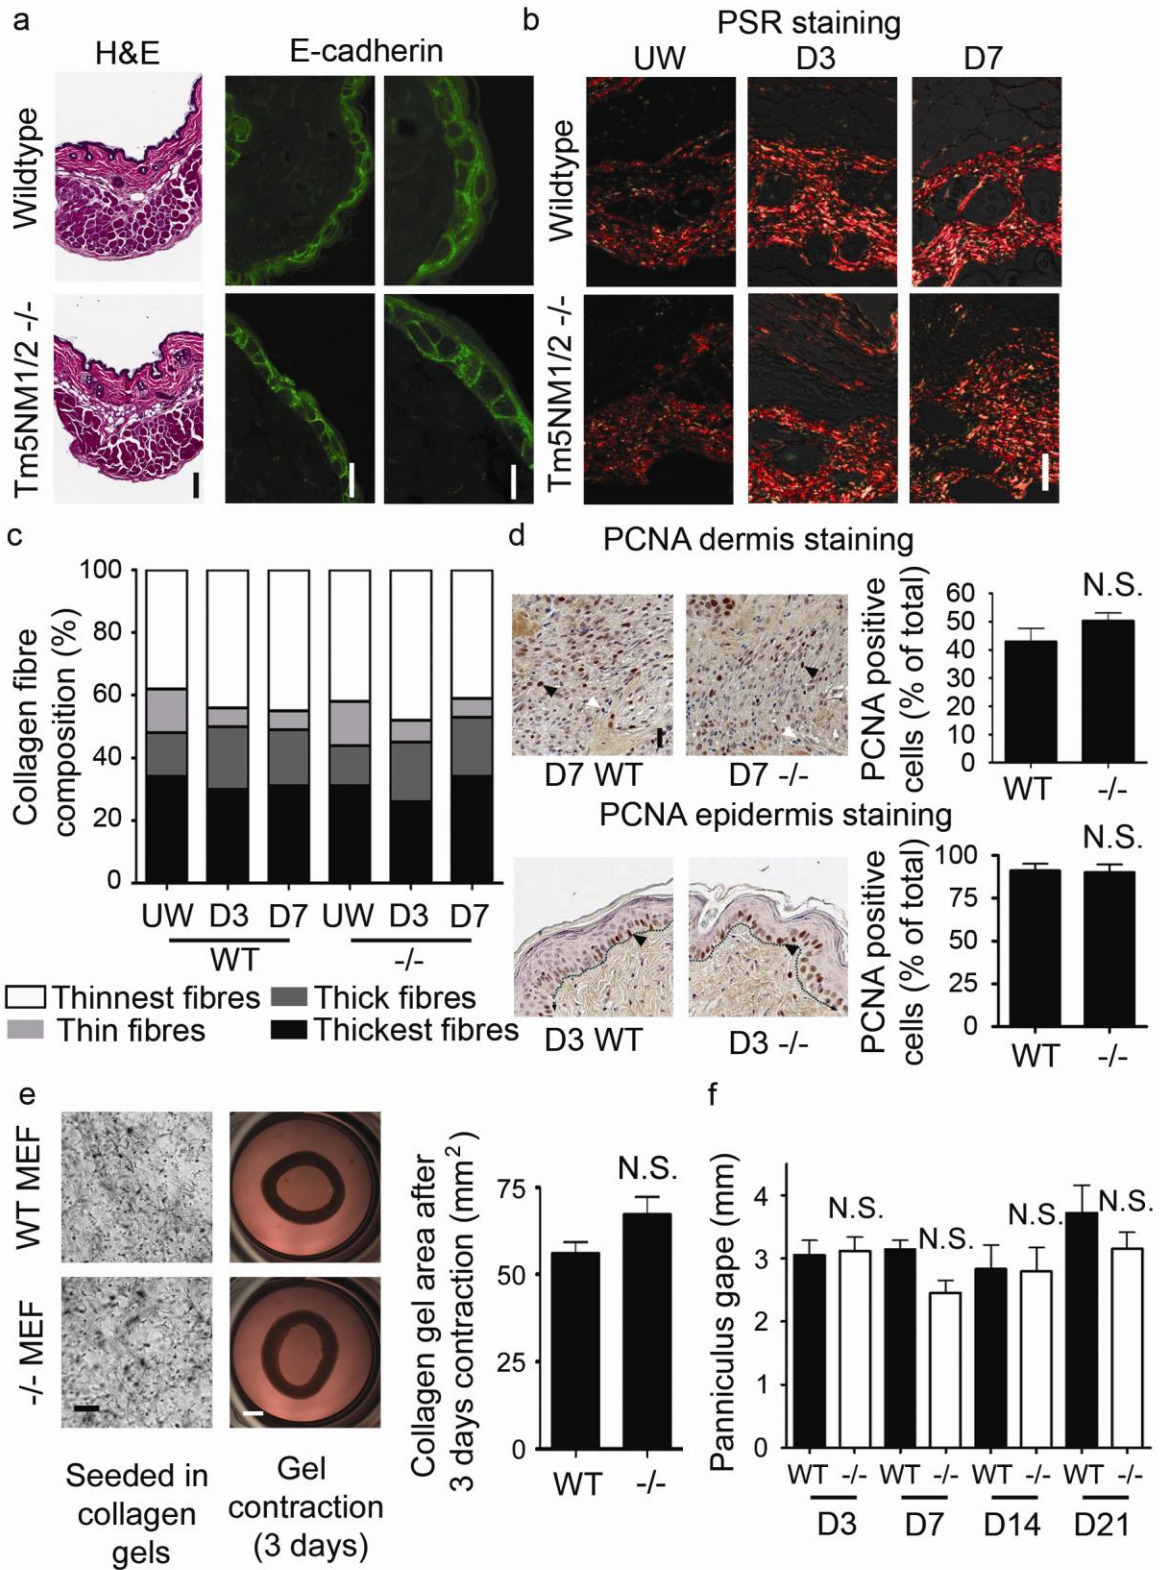 a
H&E
E-cadherin
Wildtype
Tm5NM1/2 -/-
b
PSR staining
UW
D3
D7
Wildtype
Tm5NM1/2 -/-
c
Collagen fibre
composition (%)
100
80
60
40
20
0
UW D3 D7 UW D3 D7
WT
-/-
Thinnest fibres
Thick fibres
Thin fibres
Thickest fibres
d
PCNA dermis staining
D7 WT
D7 -/-
PCNA positive
cells (% of total)
60
50
40
30
20
10
0
N.S.
WT
-/-
PCNA epidermis staining
D3 WT
D3 -/-
PCNA positive
cells (% of total)
100
75
50
25
0
N.S.
WT
-/-
e
WT MEF
-/- MEF
Seeded in
collagen
gels
Gel
contraction
(3 days)
Collagen gel area after
3 days contraction (mm²)
75
50
25
0
N.S.
WT
-/-
f
Panniculus gape (mm)
4
3
2
1
0
N.S.
N.S.
N.S.
N.S.
WT -/- WT -/- WT -/- WT -/-
D3
D7
D14
D21